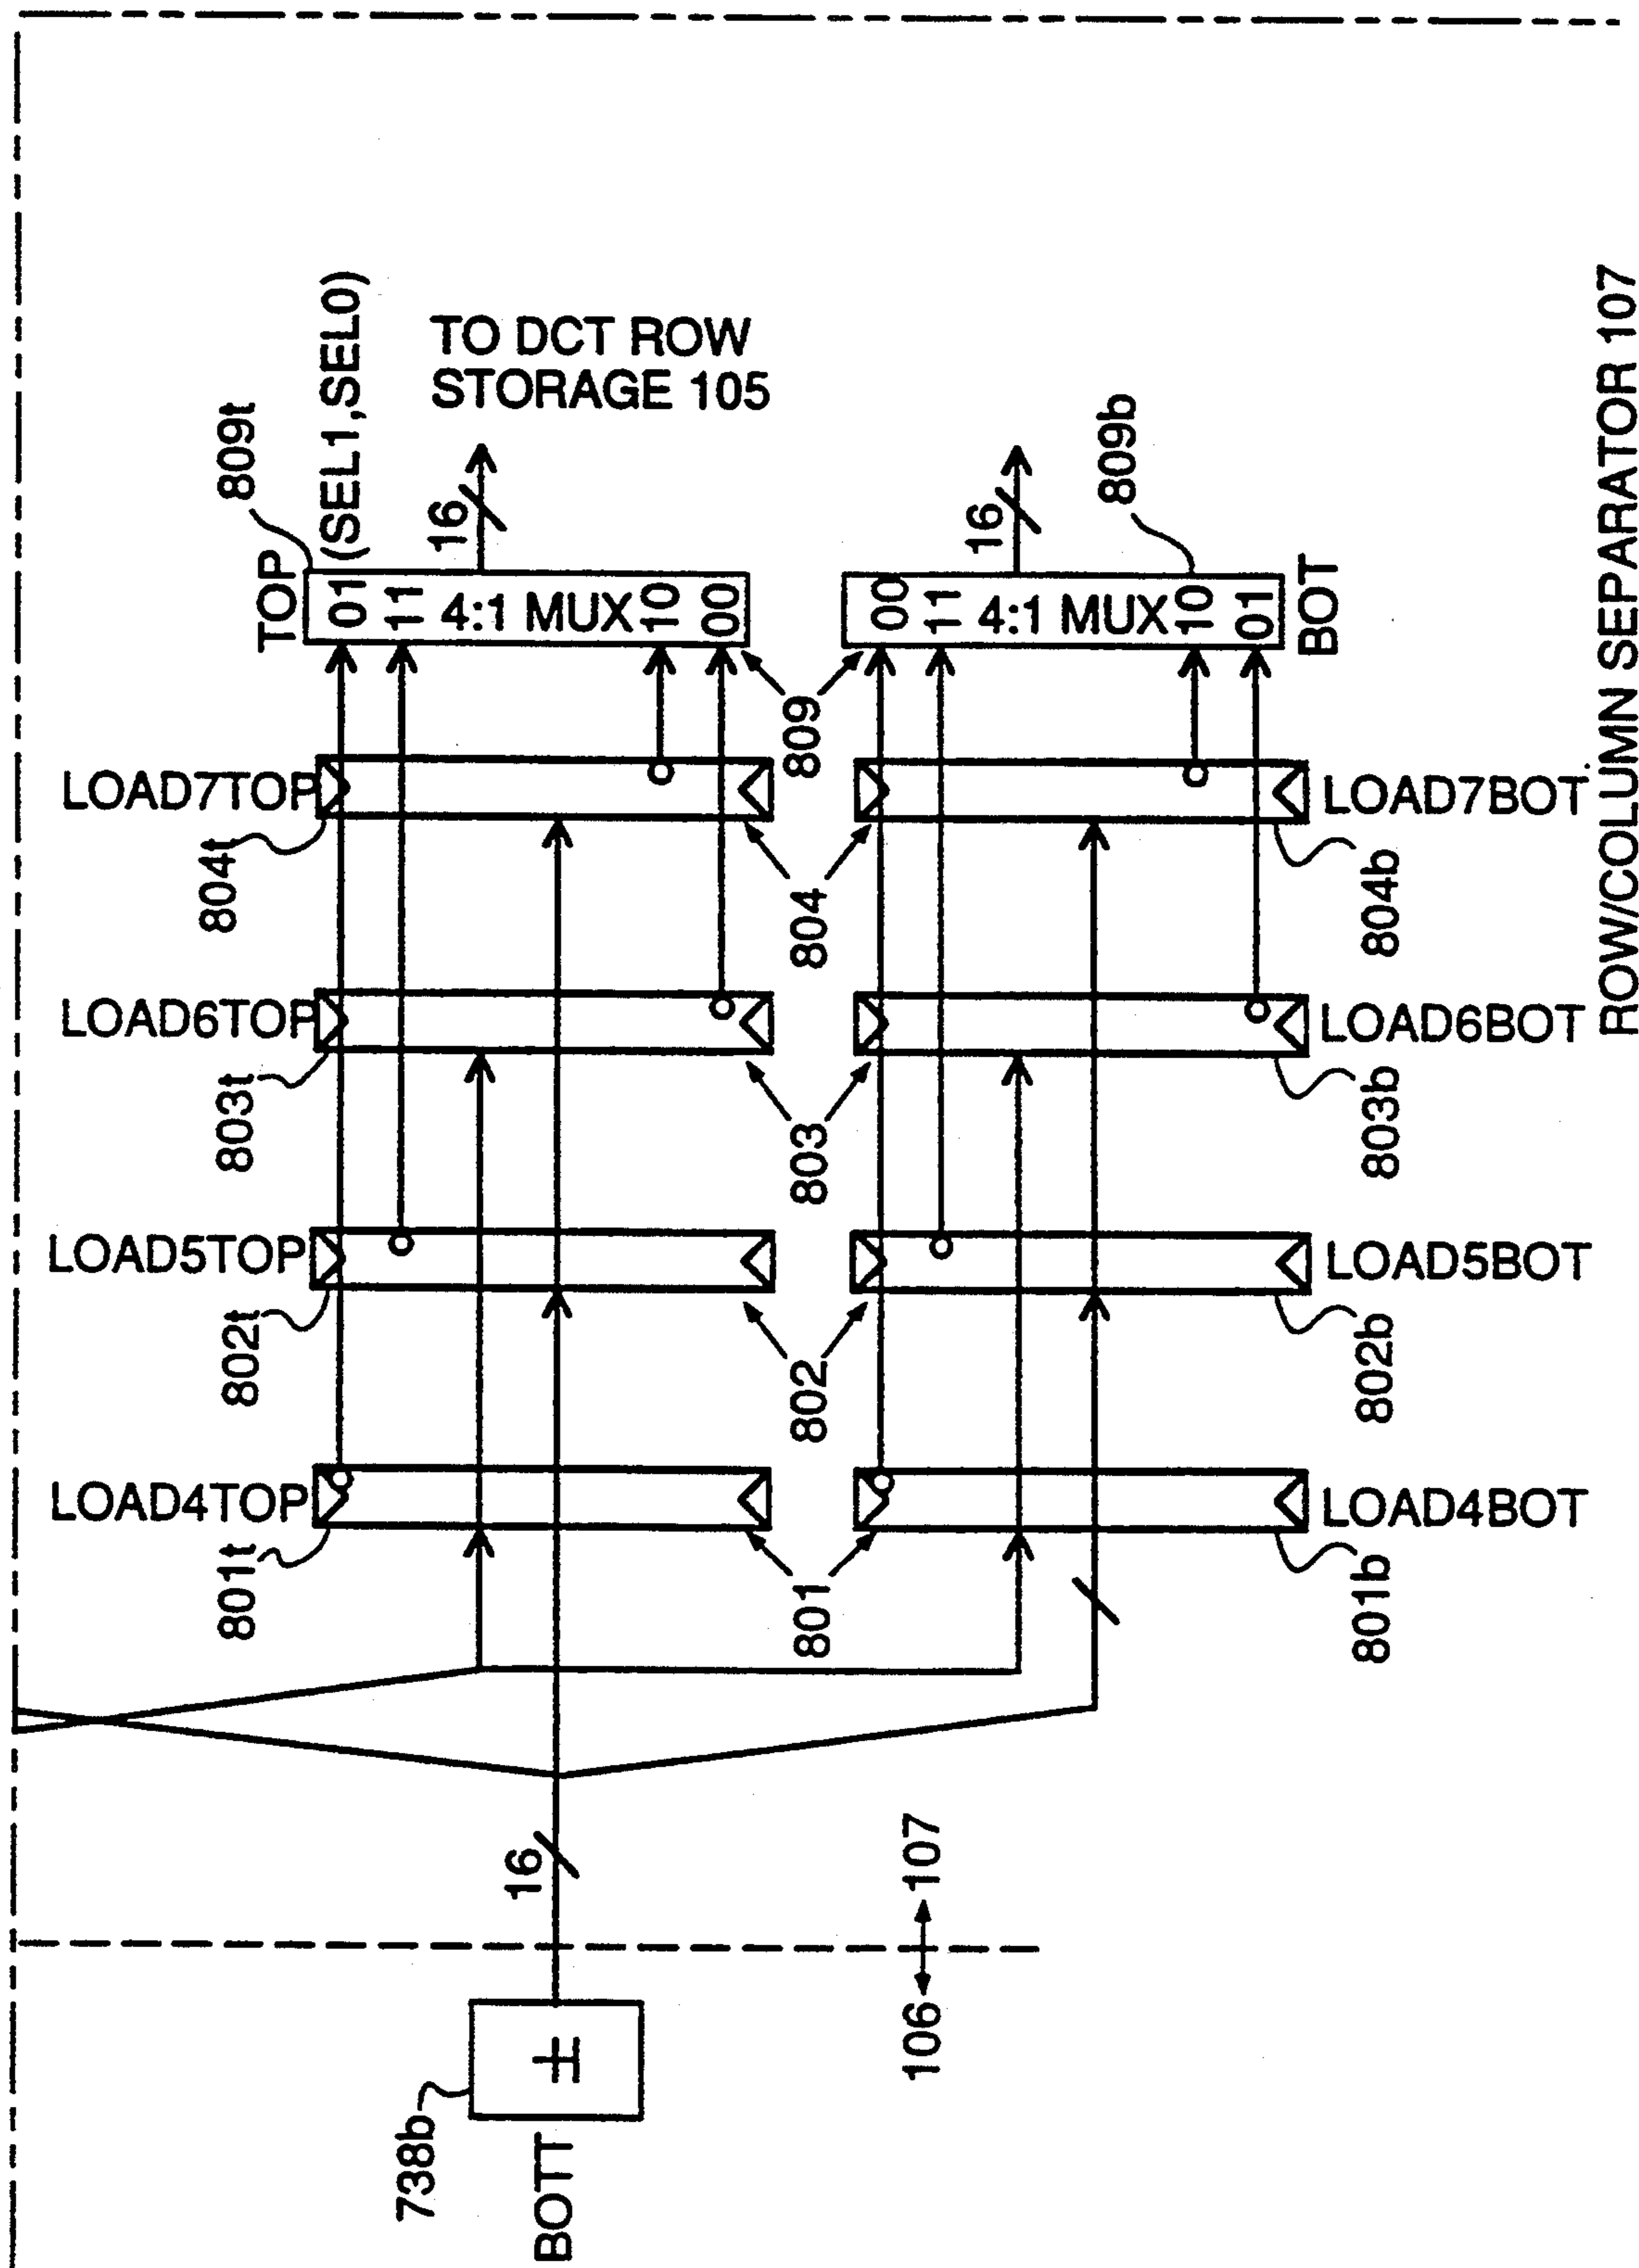 809t
TOP
01
11
4:1 MUX
10
00
(SEL1,SEL0)
16
TO DCT ROW
STORAGE 105
00
11
4:1 MUX
10
01
BOT
16
809b
809
LOAD7TOP
804t
804
LOAD7BOT
804b
LOAD6TOP
803t
803
LOAD6BOT
803b
LOAD5TOP
802t
802
LOAD5BOT
802b
LOAD4TOP
801t
801
LOAD4BOT
801b
16
106
107
738b
±
BOTT
ROW/COLUMN SEPARATOR 107